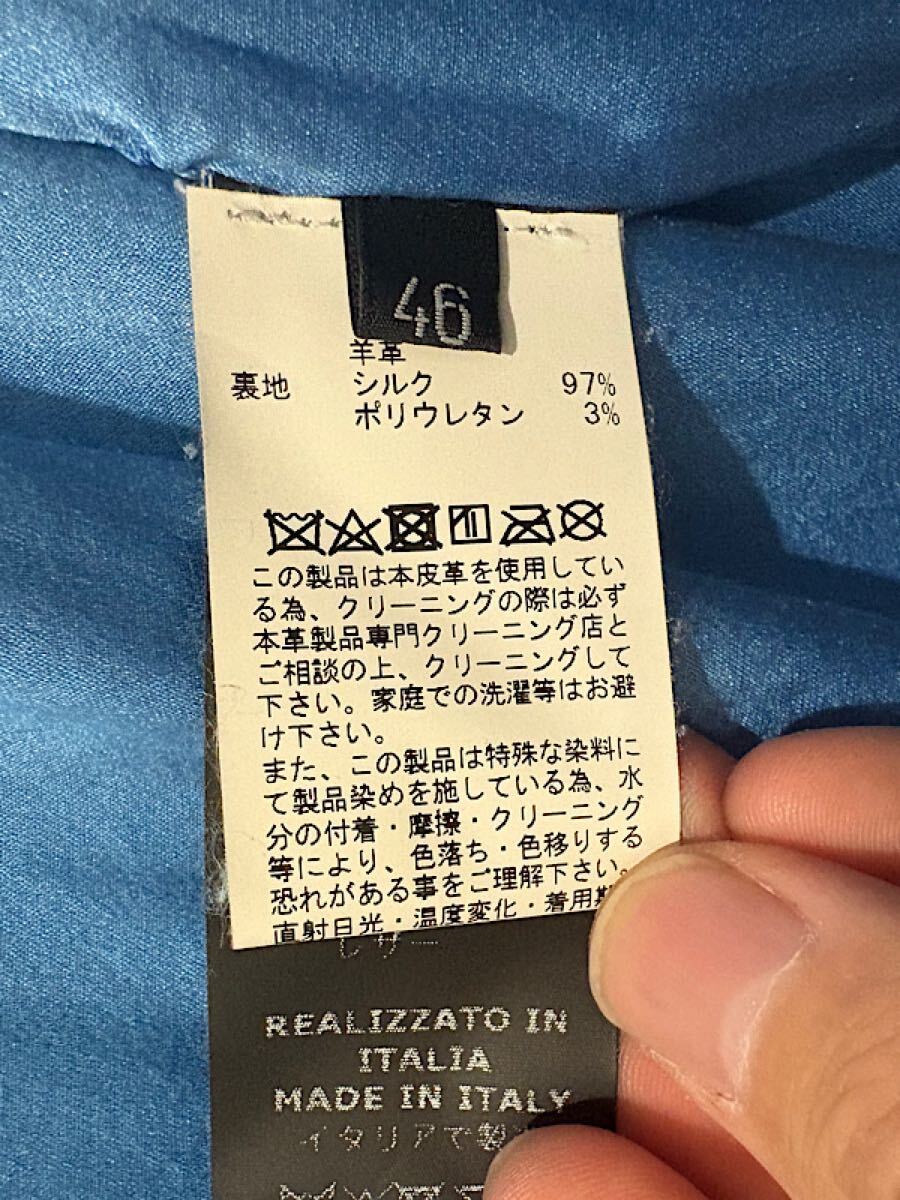 46
羊革
裏地 シルク 97%
ポリウレタン 3%
この製品は本皮革を使用してい
る為、クリーニングの際は必ず
本革製品専門クリーニング店と
ご相談の上、クリーニングして
下さい。家庭での洗濯等はお避
け下さい。
また、この製品は特殊な染料に
て製品染めを施している為、水
分の付着・摩擦・クリーニング
等により、色落ち・色移りする
恐れがある事をご理解下さい。
直射日光・温度変化・着用期
レザー
REALIZZATO IN
ITALIA
MADE IN ITALY
イタリアで製